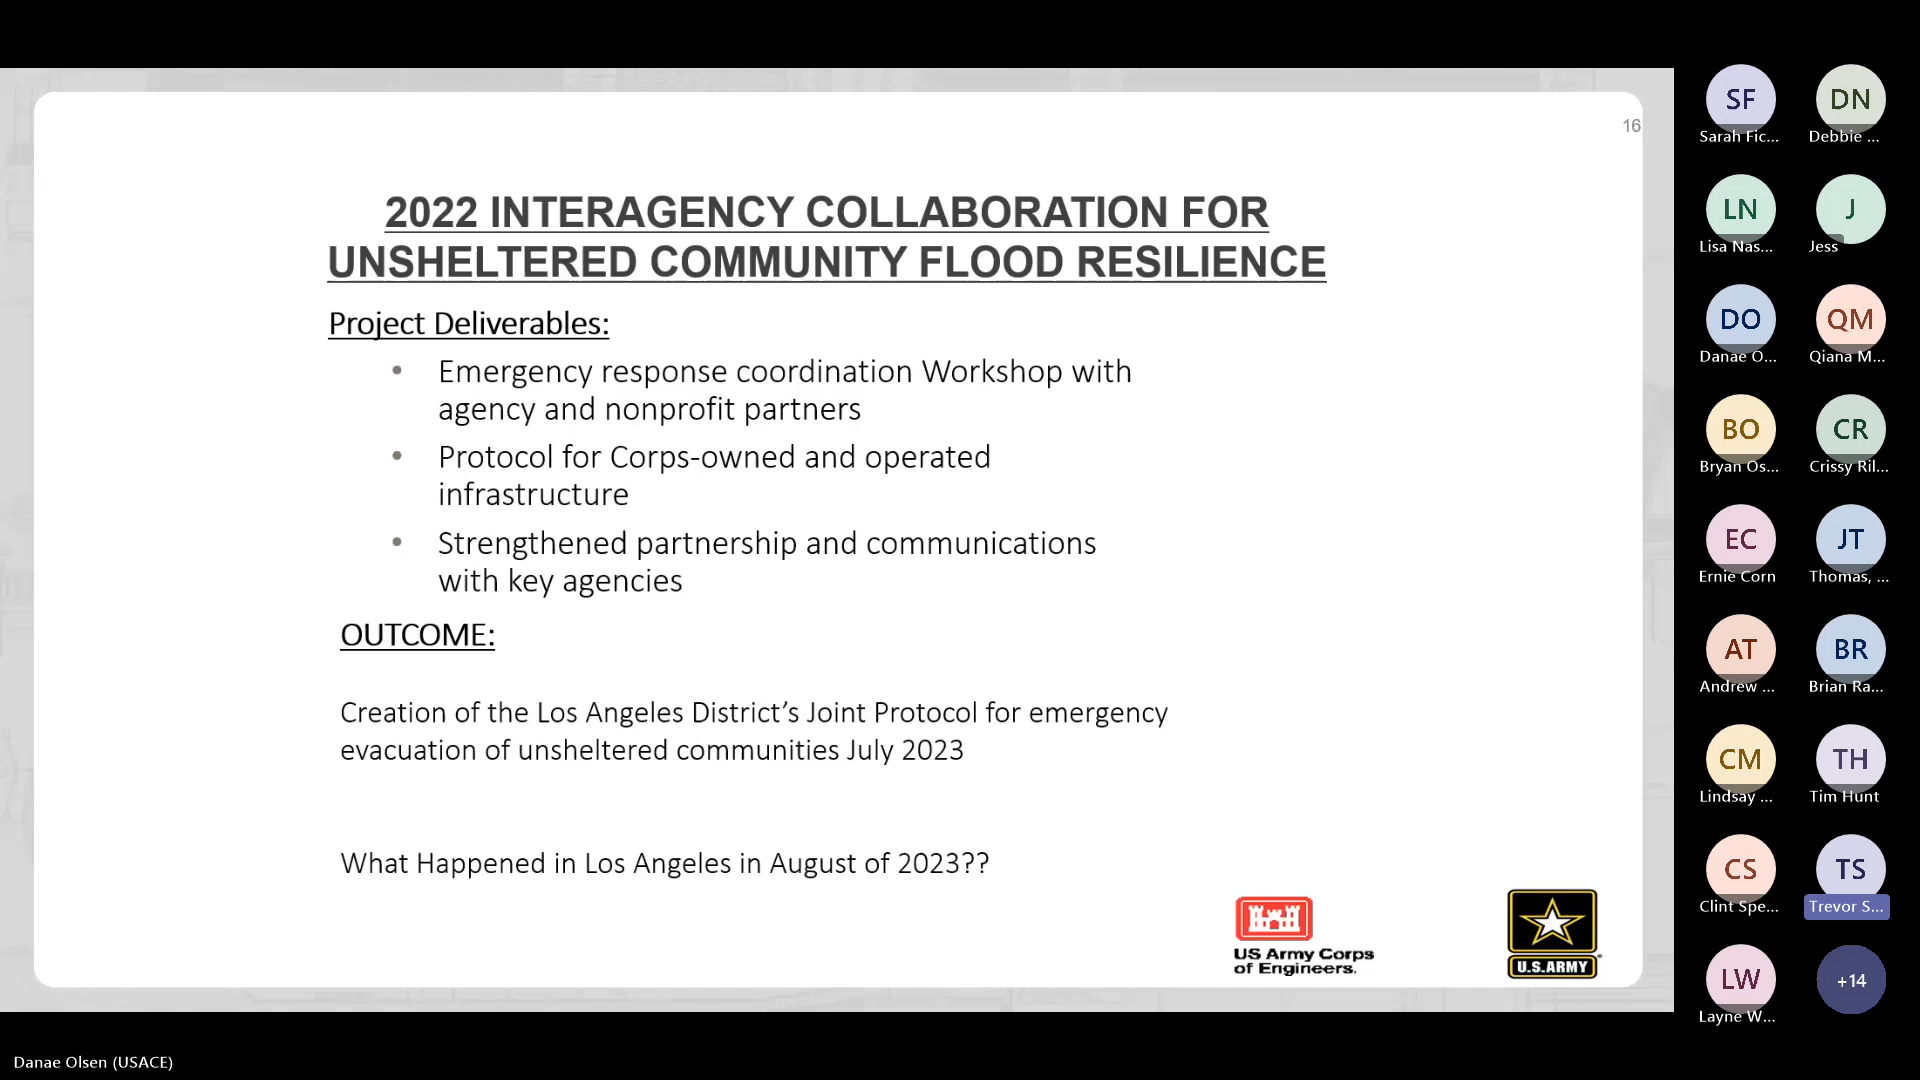 16
2022 INTERAGENCY COLLABORATION FOR
UNSHELTERED COMMUNITY FLOOD RESILIENCE
Project Deliverables:
• Emergency response coordination Workshop with
agency and nonprofit partners
• Protocol for Corps-owned and operated
infrastructure
• Strengthened partnership and communications
with key agencies
OUTCOME:
Creation of the Los Angeles District’s Joint Protocol for emergency
evacuation of unsheltered communities July 2023
What Happened in Los Angeles in August of 2023??
US Army Corps
of Engineers.
U.S.ARMY
SF
Sarah Fic...
DN
Debbie ...
LN
Lisa Nas...
J
Jess
DO
Danae O...
QM
Qiana M...
BO
Bryan Os...
CR
Crissy Ril...
EC
Ernie Corn
JT
Thomas, ...
AT
Andrew ...
BR
Brian Ra...
CM
Lindsay ...
TH
Tim Hunt
CS
Clint Spe...
TS
Trevor S...
LW
Layne W...
+14
Danae Olsen (USACE)